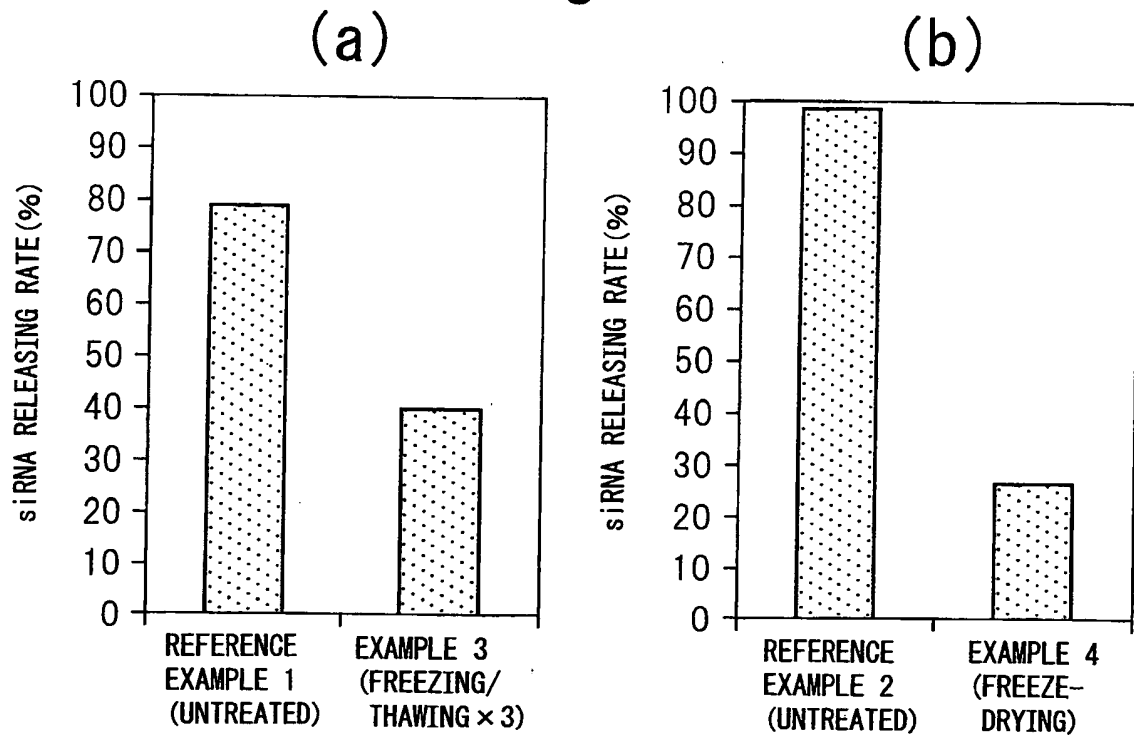 (a)
100
90
80
70
60
50
40
30
20
10
0
siRNA RELEASING RATE(%)
REFERENCE
EXAMPLE 1
(UNTREATED)
EXAMPLE 3
(FREEZING/
THAWING×3)
(b)
100
90
80
70
60
50
40
30
20
10
0
siRNA RELEASING RATE(%)
REFERENCE
EXAMPLE 2
(UNTREATED)
EXAMPLE 4
(FREEZE-
DRYING)